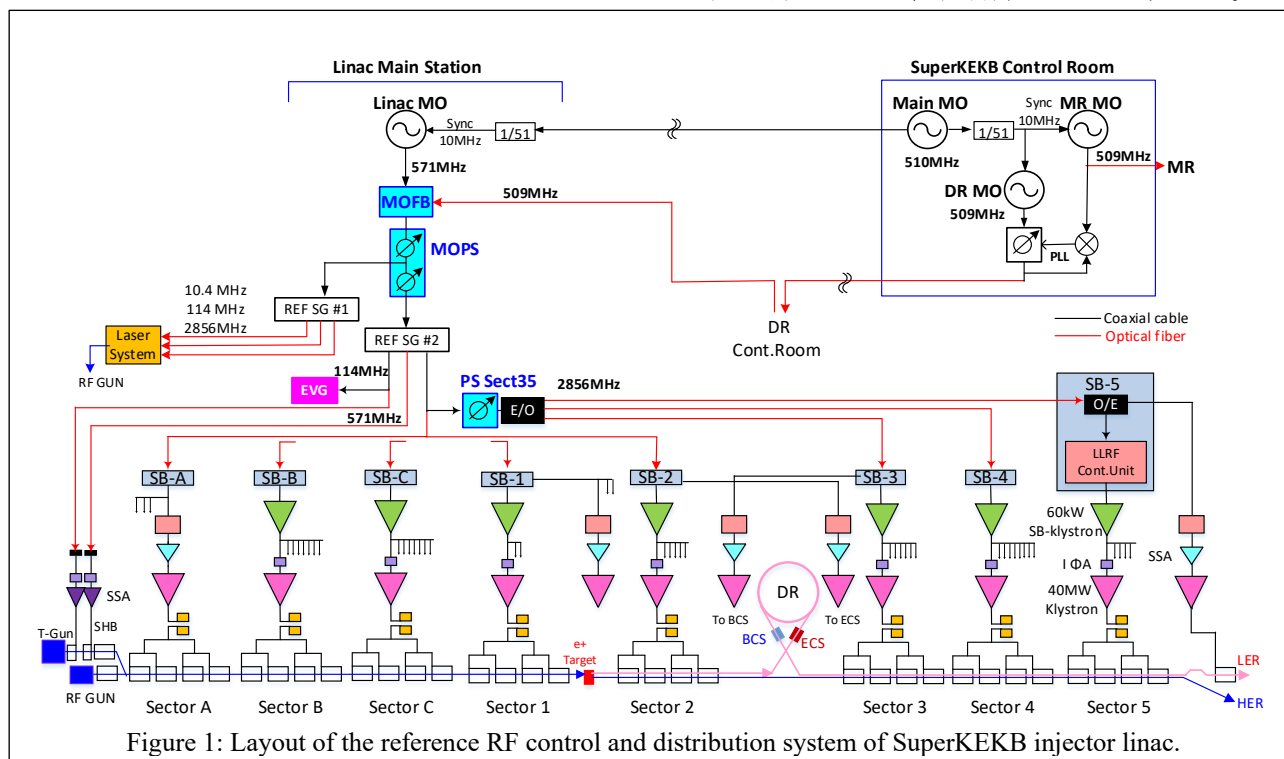 Linac Main Station
SuperKEKB Control Room
Linac MO
Main MO
MR MO
Sync
10MHz
1/51
1/51
Sync
10MHz
510MHz
571MHz
509MHz
MR
DR MO
509MHz
MOFB
509MHz
PLL
MOPS
10.4 MHz
114 MHz
2856MHz
REF SG #1
Laser
System
RF GUN
REF SG #2
DR
Cont.Room
Coaxial cable
Optical fiber
114MHz
EVG
571MHz
PS Sect35
E/O
2856MHz
SB-5
O/E
LLRF
Cont.Unit
SB-A
SB-B
SB-C
SB-1
SB-2
SB-3
SB-4
60kW
SB-klystron
SSA
I ΦA
40MW
Klystron
SSA
SHB
T-Gun
RF GUN
DR
To BCS
To ECS
BCS
ECS
e+
Target
LER
HER
Sector A
Sector B
Sector C
Sector 1
Sector 2
Sector 3
Sector 4
Sector 5
Figure 1: Layout of the reference RF control and distribution system of SuperKEKB injector linac.